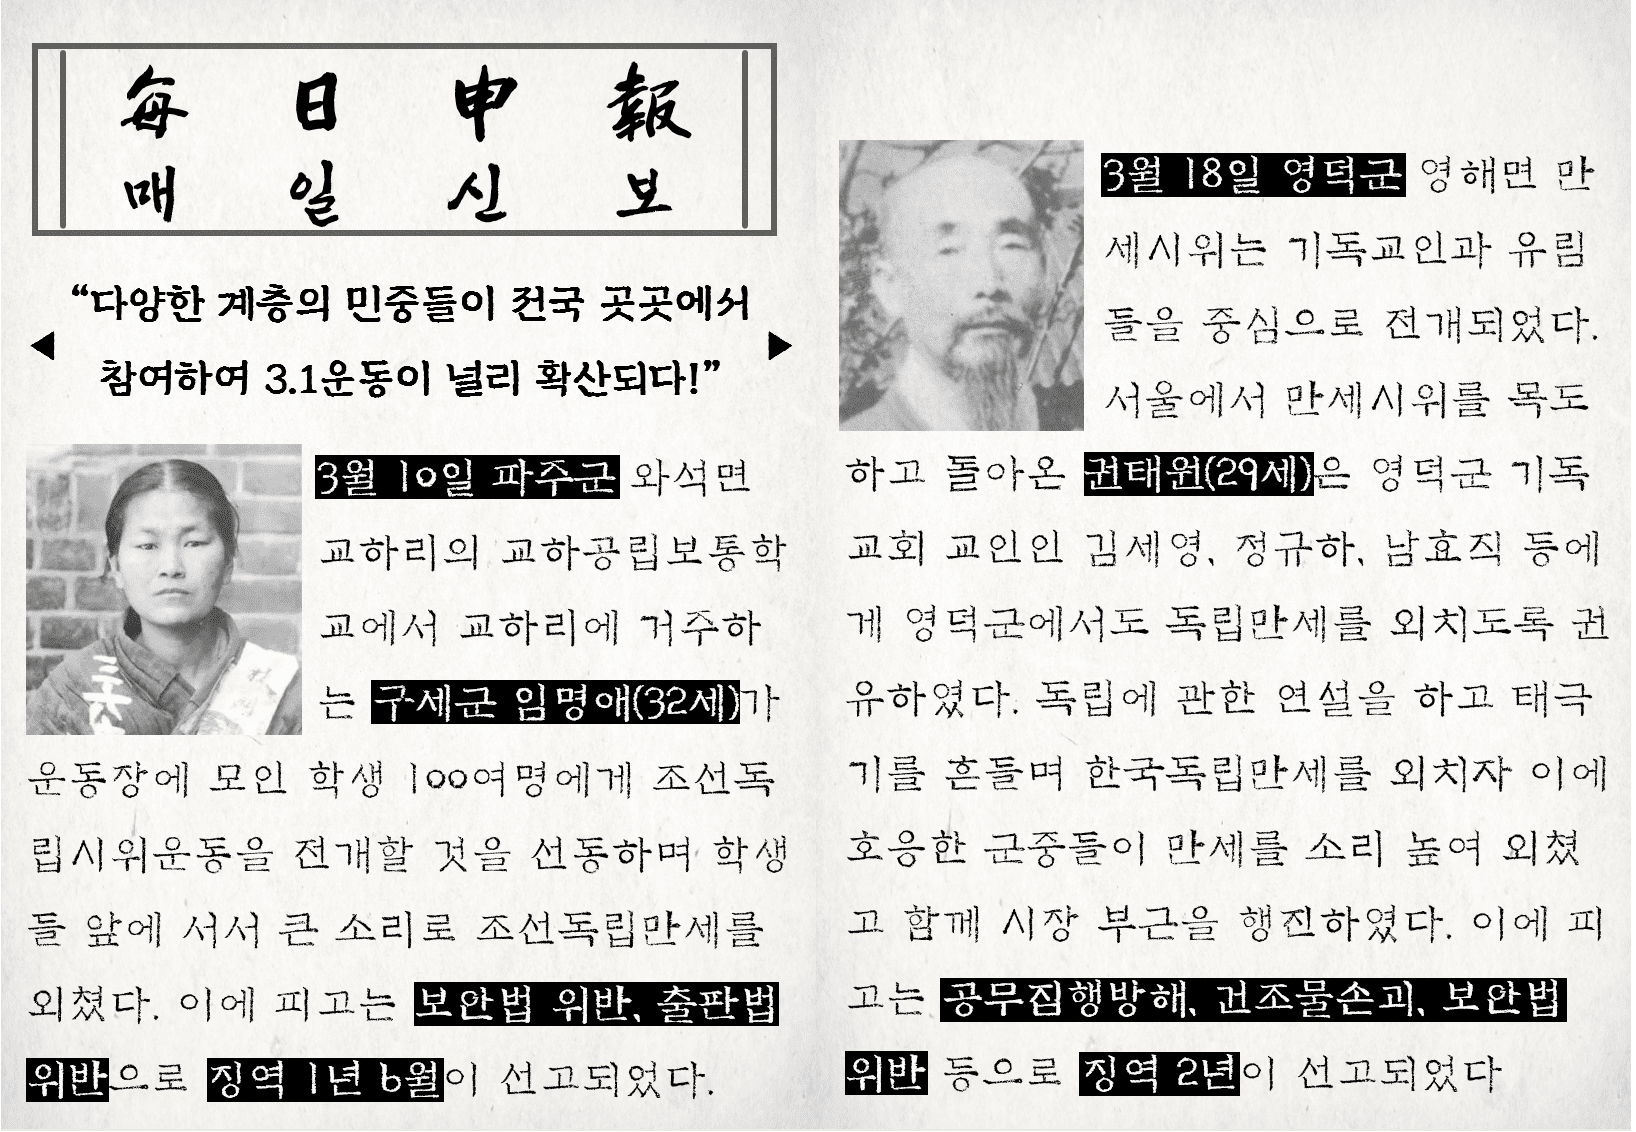 每日申報
매일신보
“다양한 계층의 민중들이 전국 곳곳에서
참여하여 3.1운동이 널리 확산되다!”
3월 10일 파주군 와석면
교하리의 교하공립보통학
교에서 교하리에 거주하
는 구세군 임명애(32세)가
운동장에 모인 학생 100여명에게 조선독
립시위운동을 전개할 것을 선동하며 학생
들 앞에 서서 큰 소리로 조선독립만세를
외쳤다. 이에 피고는 보안법 위반, 출판법
위반으로 징역 1년 6월이 선고되었다.
3월 18일 영덕군 영해면 만
세시위는 기독교인과 유림
들을 중심으로 전개되었다.
서울에서 만세시위를 목도
하고 돌아온 권태원(29세)은 영덕군 기독
교회 교인인 김세영, 정규하, 남효직 등에
게 영덕군에서도 독립만세를 외치도록 권
유하였다. 독립에 관한 연설을 하고 태극
기를 흔들며 한국독립만세를 외치자 이에
호응한 군중들이 만세를 소리 높여 외쳤
고 함께 시장 부근을 행진하였다. 이에 피
고는 공무집행방해, 건조물손괴, 보안법
위반 등으로 징역 2년이 선고되었다